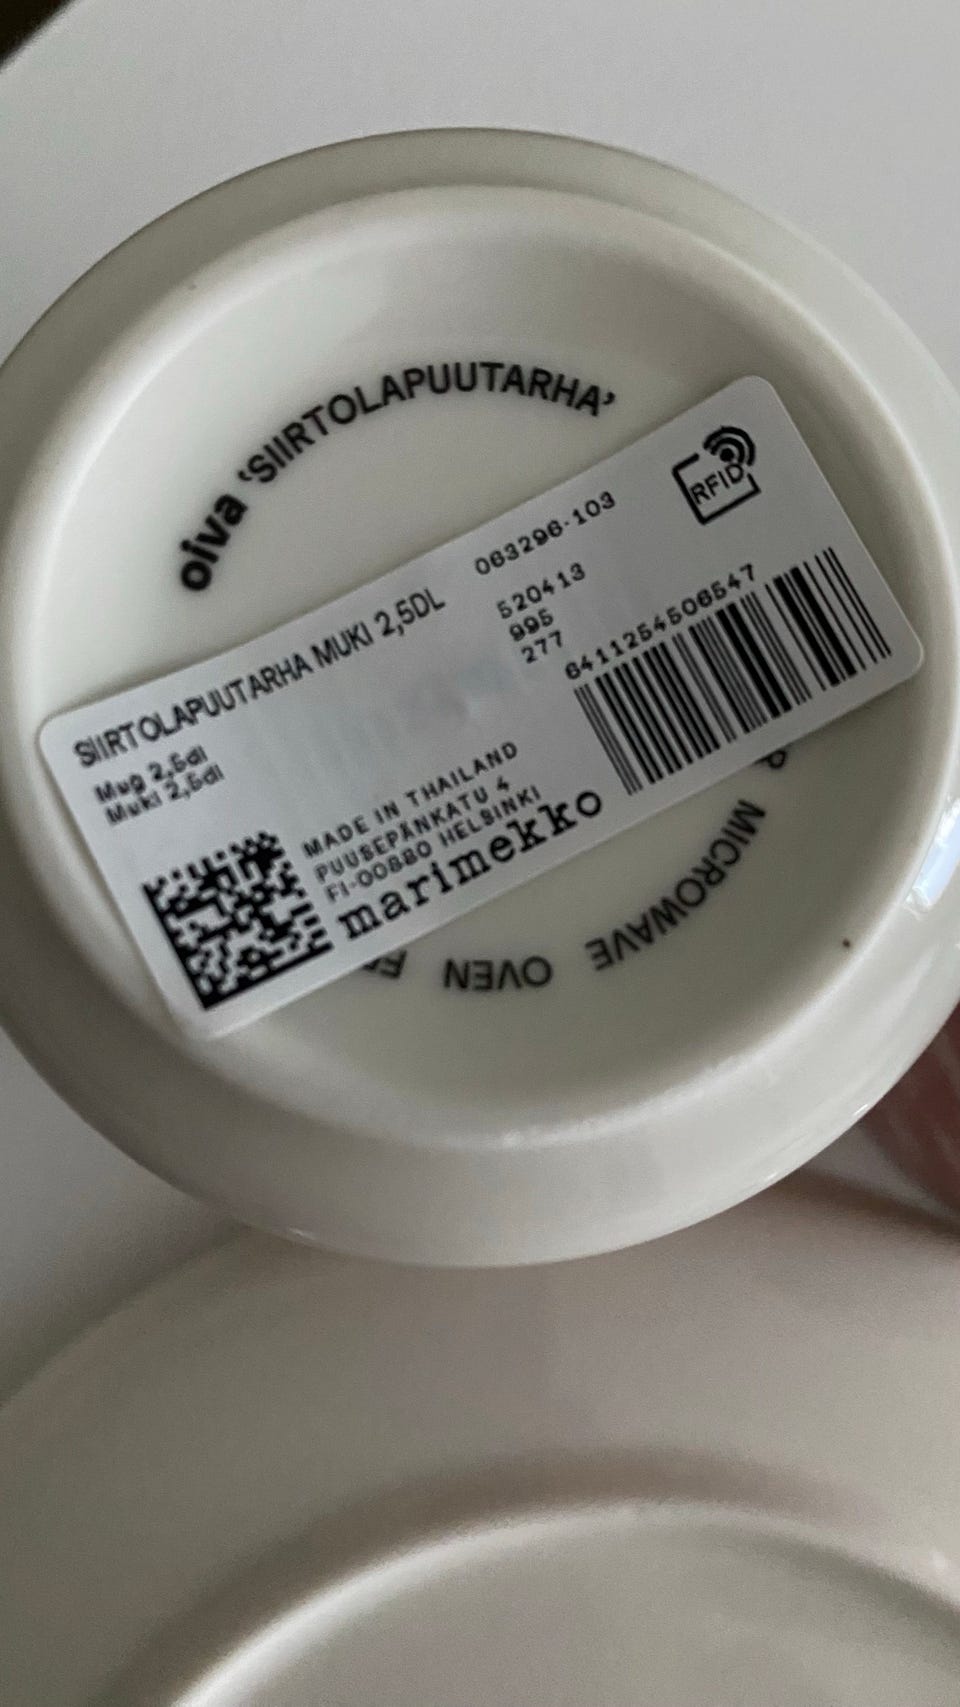 oiva ‘SIIRTOLAPUUTARHA’
SIIRTOLAPUUTARHA MUKI 2,5DL
Mug 2,5dl
Muki 2,5dl
063296-103
520413
995
277
RFID
6411254506547
MADE IN THAILAND
PUUSEPÄNKATU 4
FI-00880 HELSINKI
marimekko
& MICROWAVE OVEN